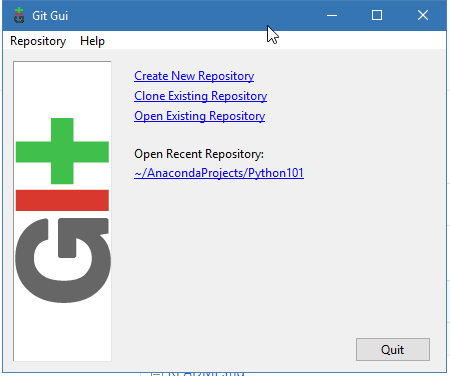 Git Gui
Repository Help
Create New Repository
Clone Existing Repository
Open Existing Repository
Open Recent Repository:
~/AnacondaProjects/Python101
Git
Quit